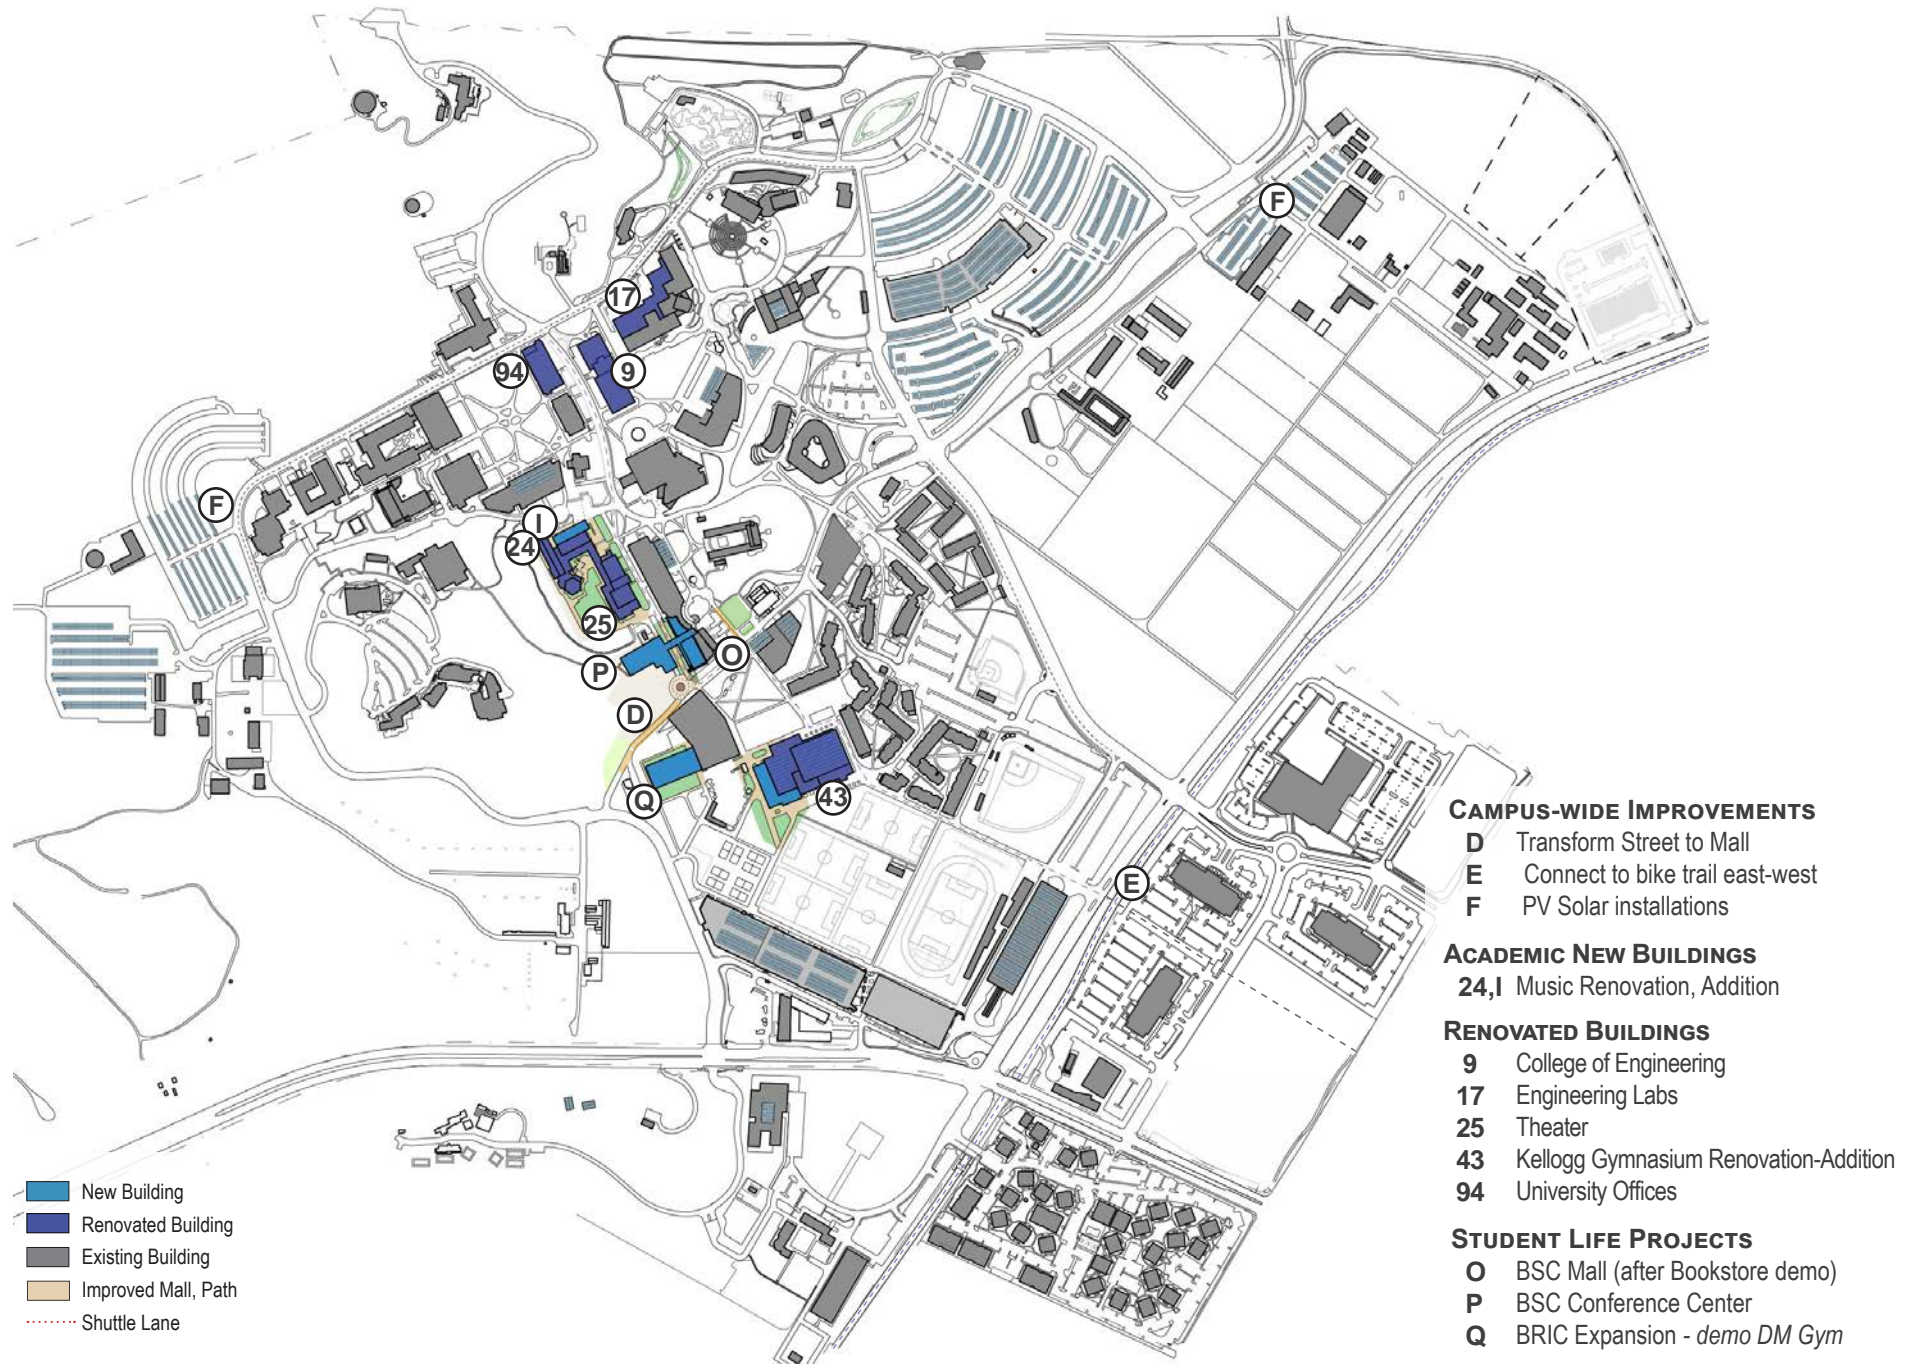 F
17
94
9
F
I
24
25
O
P
D
Q
43
E
CAMPUS-WIDE IMPROVEMENTS
D Transform Street to Mall
E Connect to bike trail east-west
F PV Solar installations
ACADEMIC NEW BUILDINGS
24,I Music Renovation, Addition
RENOVATED BUILDINGS
9 College of Engineering
17 Engineering Labs
25 Theater
43 Kellogg Gymnasium Renovation-Addition
94 University Offices
STUDENT LIFE PROJECTS
O BSC Mall (after Bookstore demo)
P BSC Conference Center
Q BRIC Expansion - demo DM Gym
New Building
Renovated Building
Existing Building
Improved Mall, Path
Shuttle Lane